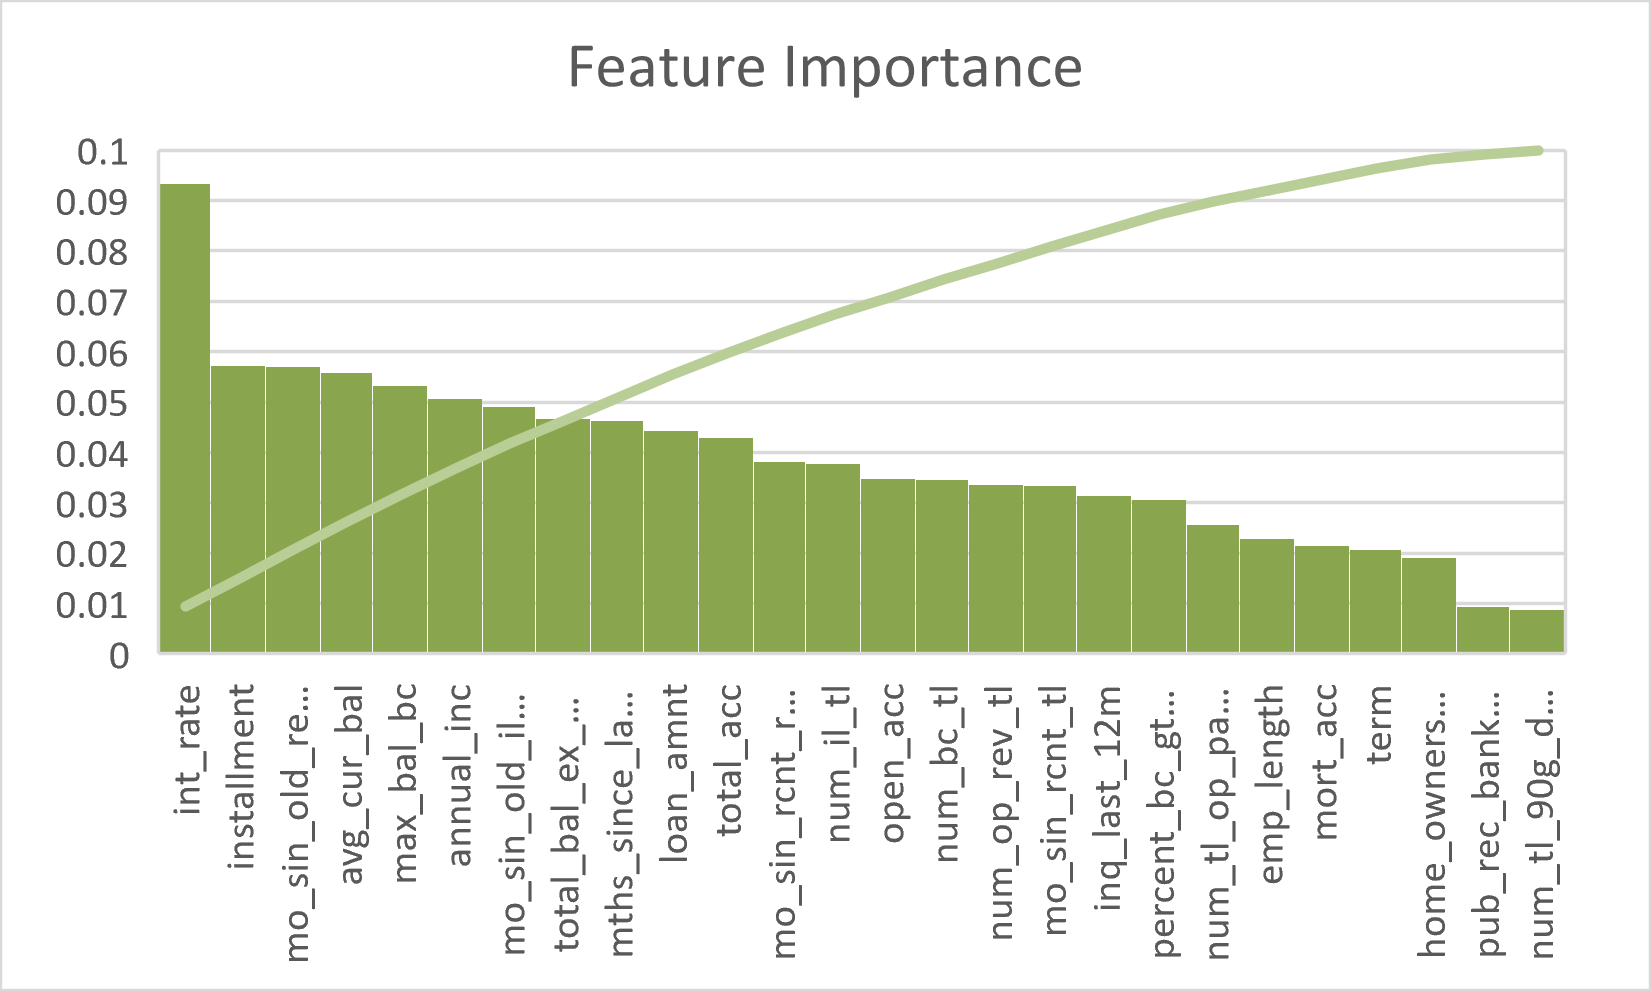 Feature Importance
0.1
0.09
0.08
0.07
0.06
0.05
0.04
0.03
0.02
0.01
0
int_rate
installment
mo_sin_old_re...
avg_cur_bal
max_bal_bc
annual_inc
mo_sin_old_il...
total_bal_ex_...
mths_since_la...
loan_amnt
total_acc
mo_sin_rcnt_r...
num_il_tl
open_acc
num_bc_tl
num_op_rev_tl
mo_sin_rcnt_tl
inq_last_12m
percent_bc_gt...
num_tl_op_pa...
emp_length
mort_acc
term
home_owners...
pub_rec_bank...
num_tl_90g_d...